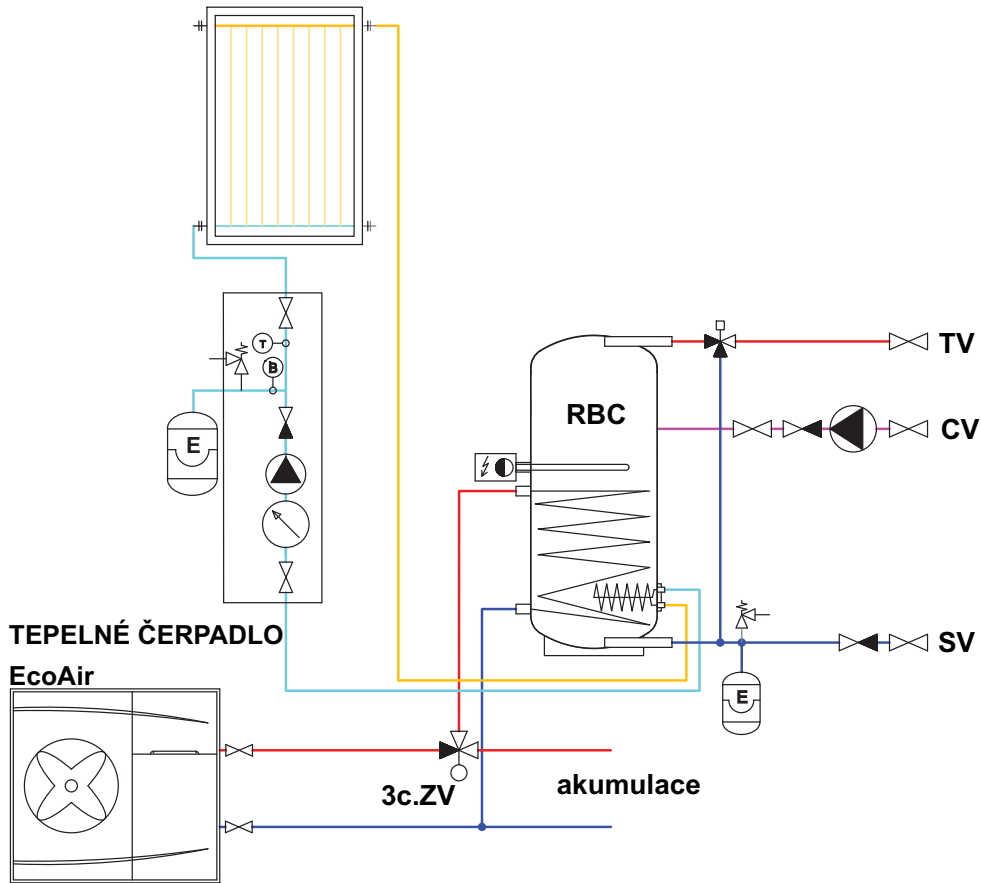 T
B
E
RBC
TV
CV
TEPELNÉ ČERPADLO
EcoAir
SV
E
3c.ZV
akumulace